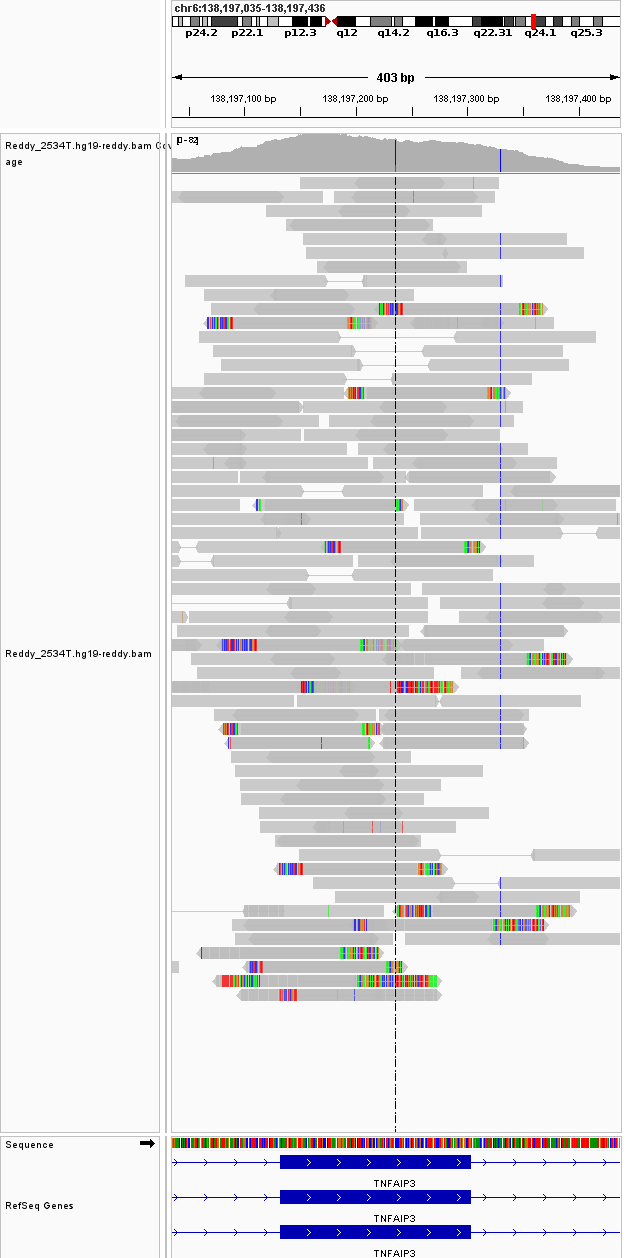 chr6:138,197,035-138,197,436
p24.2 p22.1 p12.3 q12 q14.2 q16.3 q22.31 q24.1 q25.3
403 bp
138,197,100 bp 138,197,200 bp 138,197,300 bp 138,197,400 bp
Reddy_2534T.hg19-reddy.bam Cov
age
[0 - 82]
Reddy_2534T.hg19-reddy.bam
Sequence
RefSeq Genes
TNFAIP3
TNFAIP3
TNFAIP3